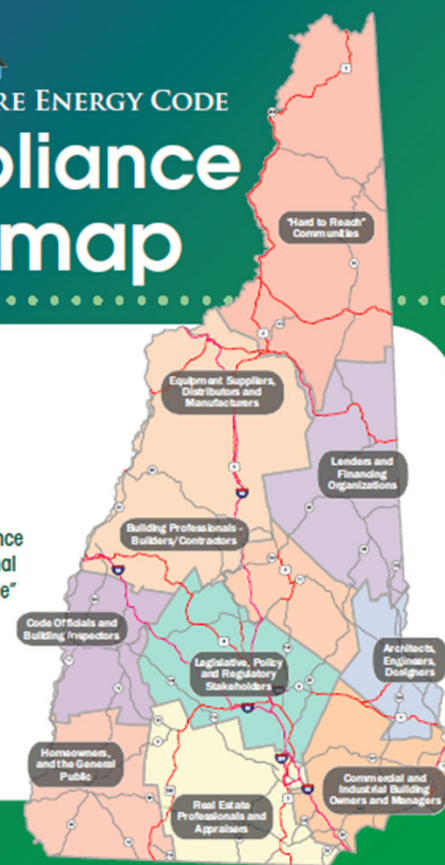 RE ENERGY CODE
pliance
map
"Hard to Reach"
Communities
Equipment Suppliers,
Distributors and
Manufacturers
Lenders and
Financing
Organizations
nce
al
e"
Building Professionals -
Builders/Contractors
Code Officials and
Building Inspectors
Legislative, Policy
and Regulatory
Stakeholders
Architects,
Engineers,
Designers
Homeowners,
and the General
Public
Real Estate
Professionals and
Appraisers
Commercial and
Industrial Building
Owners and Managers